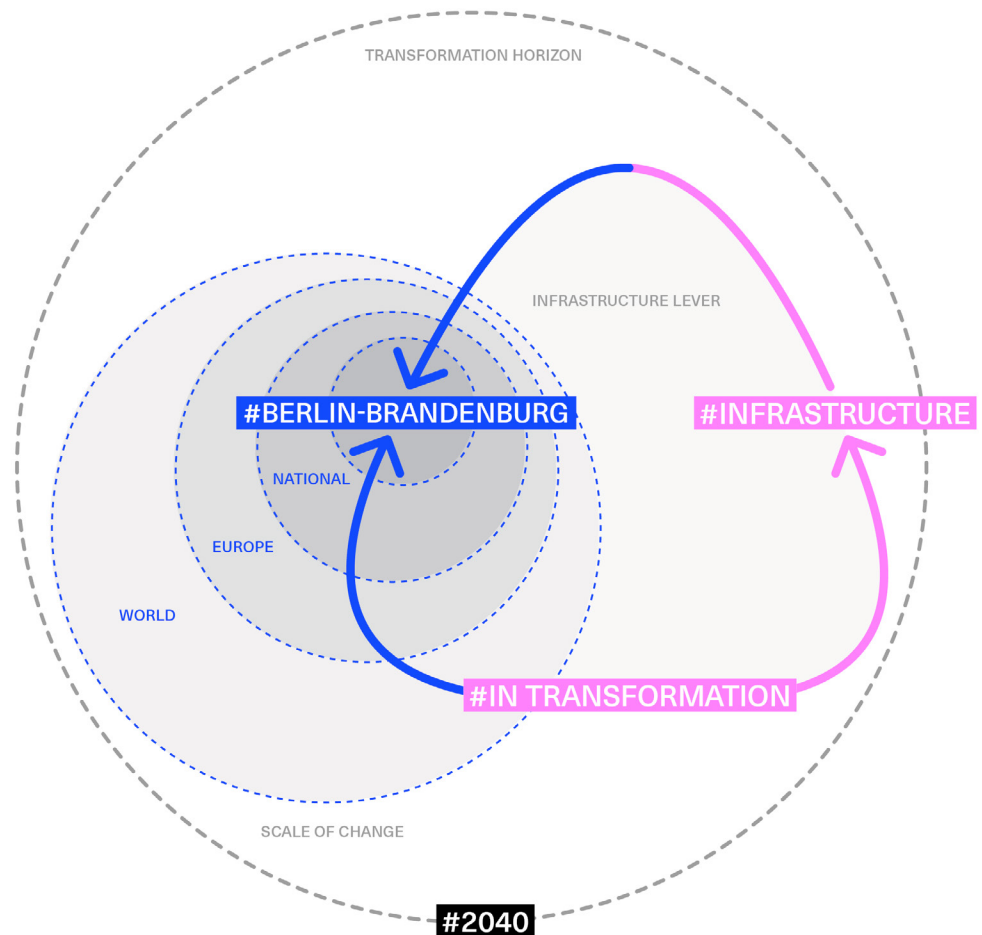 TRANSFORMATION HORIZON
INFRASTRUCTURE LEVER
#BERLIN-BRANDENBURG
#INFRASTRUCTURE
NATIONAL
EUROPE
WORLD
#IN TRANSFORMATION
SCALE OF CHANGE
#2040